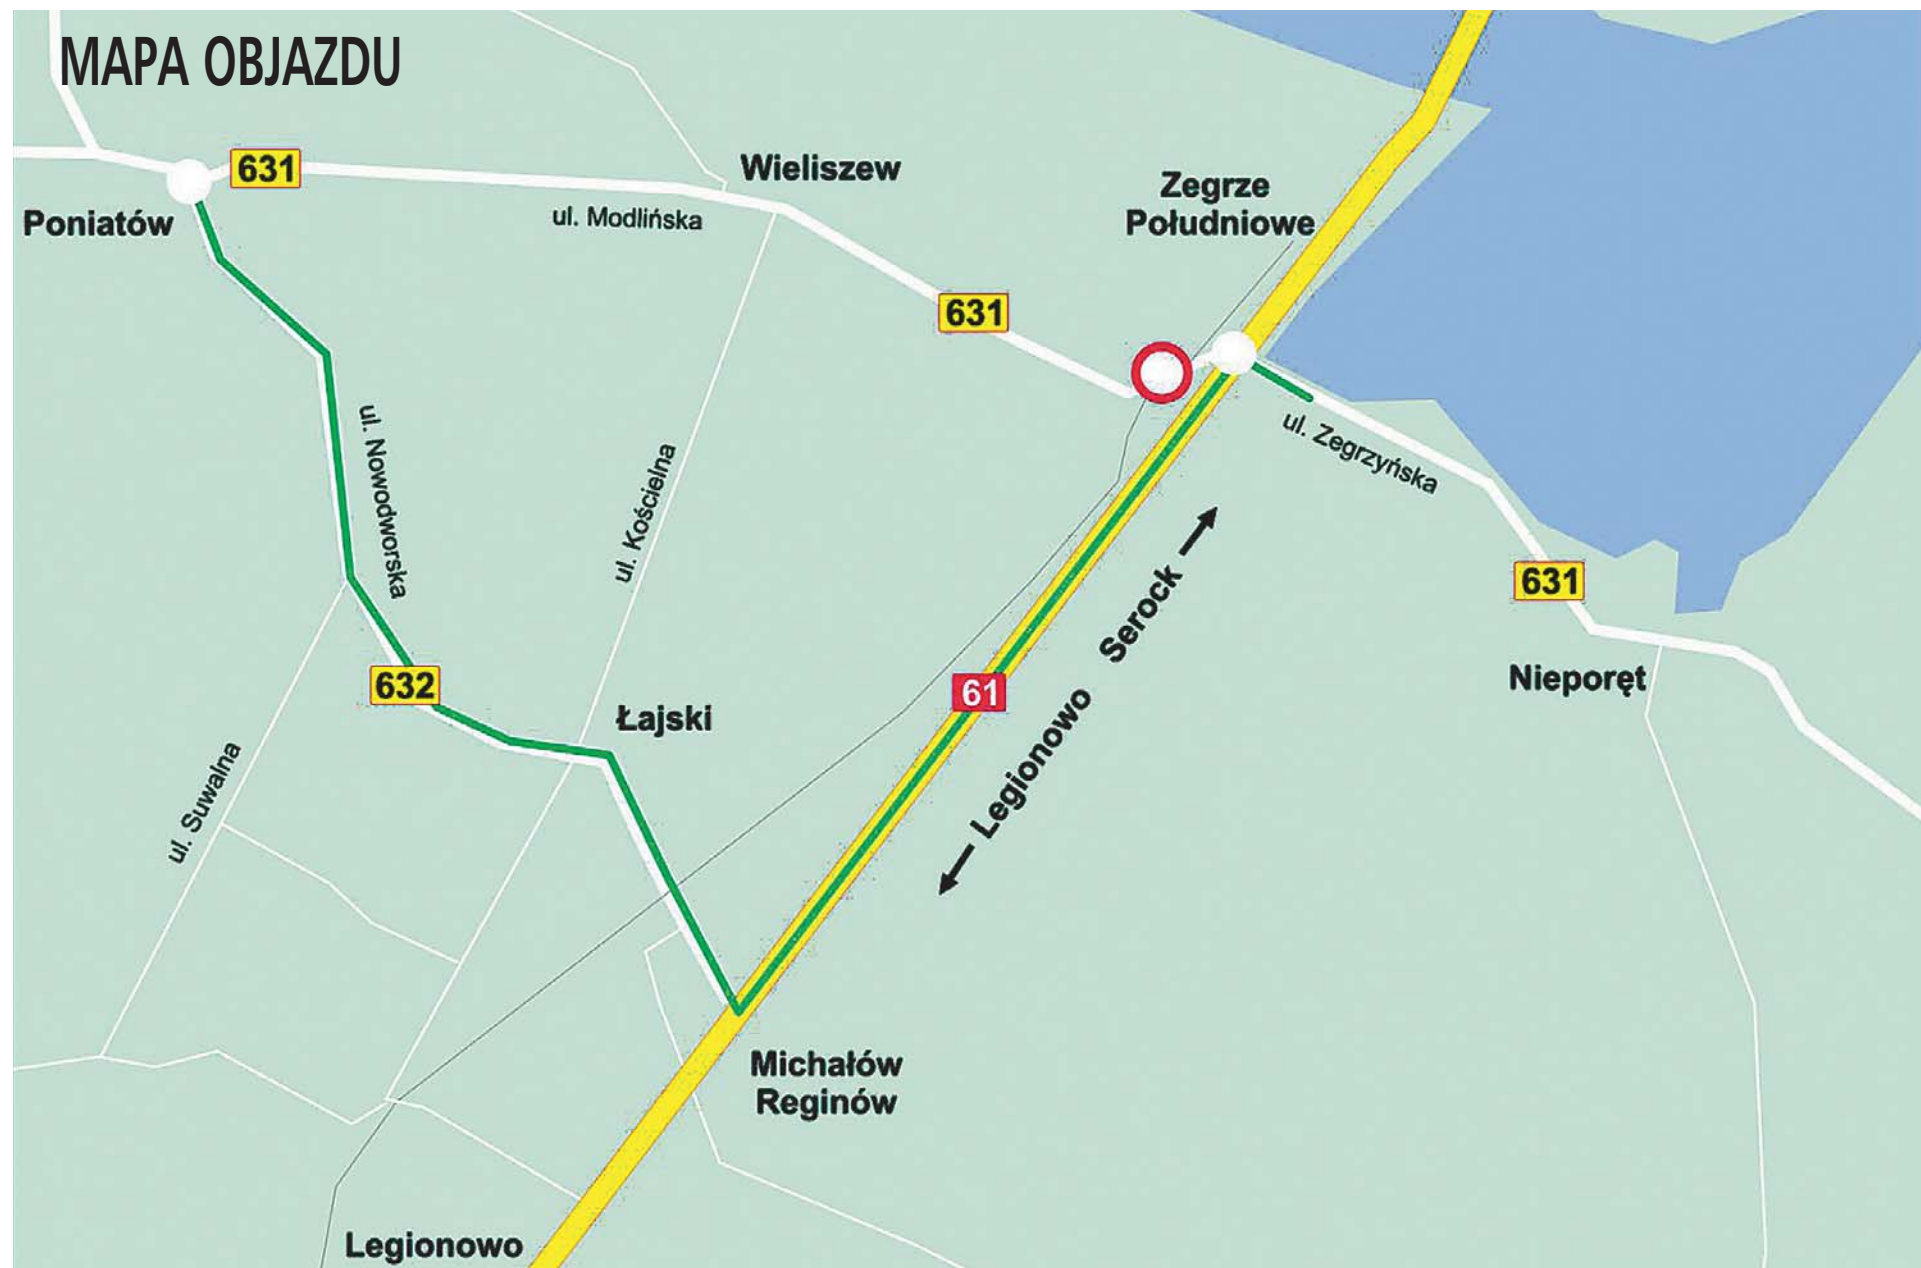 MAPA OBJAZDU
631
Wieliszew
Zegrze
Południowe
Poniatów
ul. Modlińska
631
ul. Nowodworska
ul. Kościelna
ul. Zegrzyńska
631
Serock
632
61
Nieporęt
Łajski
Legionowo
ul. Suwalna
Michałów
Reginów
Legionowo